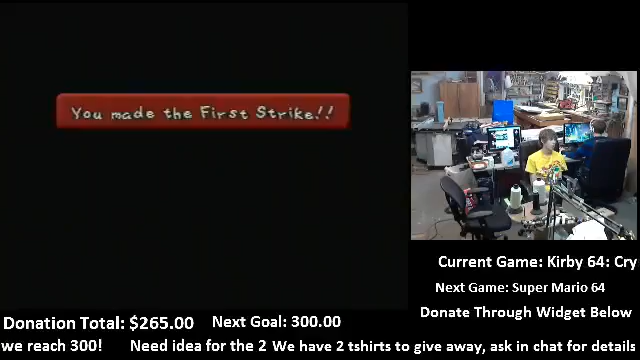 You made the First Strike!!
Current Game: Kirby 64: Cry
Next Game: Super Mario 64
Donate Through Widget Below
Donation Total: $265.00 Next Goal: 300.00
we reach 300! Need idea for the 2 We have 2 tshirts to give away, ask in chat for details